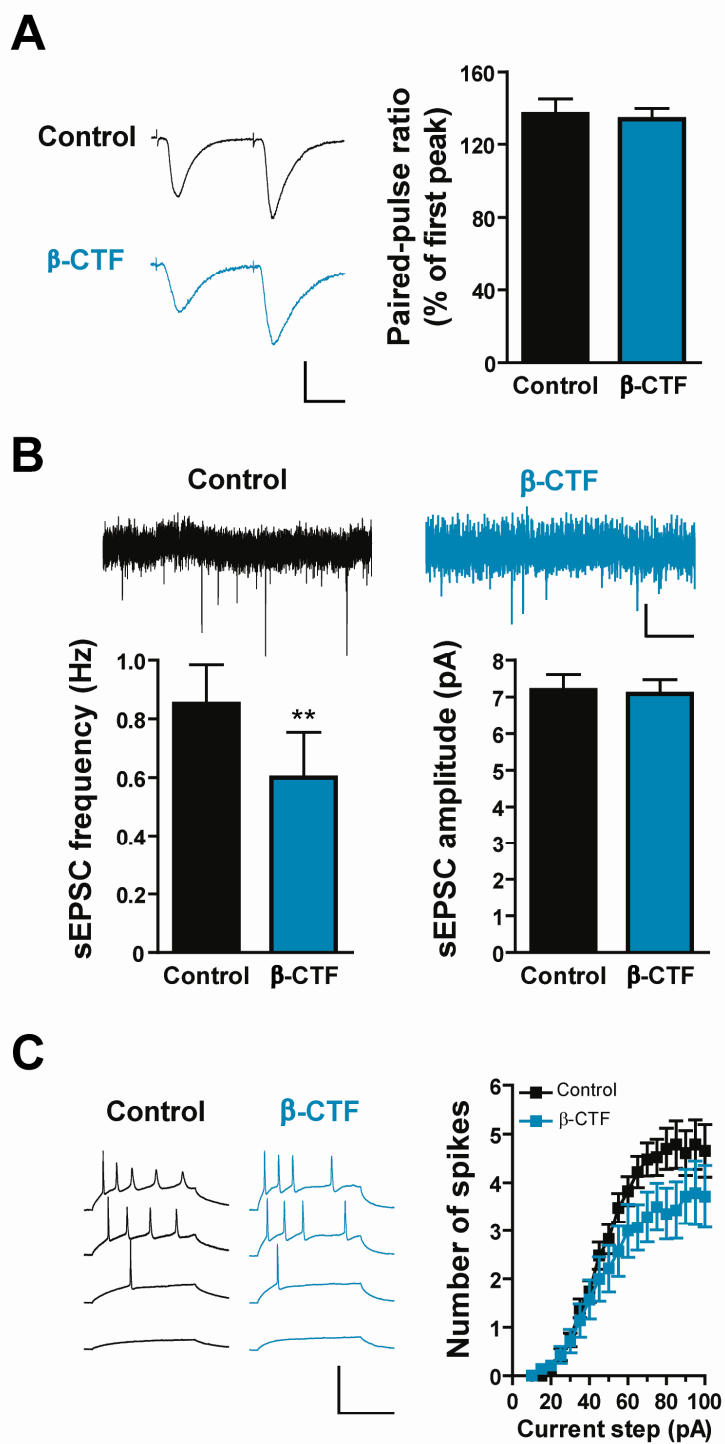 A
Control
β-CTF
Paired-pulse ratio
(% of first peak)
160
120
80
40
0
Control β-CTF
B
Control β-CTF
sEPSC frequency (Hz)
1.0
0.8
0.6
0.4
0.2
0
**
Control β-CTF
sEPSC amplitude (pA)
8
7
6
5
4
3
2
1
0
Control β-CTF
C
Control β-CTF
Number of spikes
6
5
4
3
2
1
0
Control
β-CTF
0 20 40 60 80 100
Current step (pA)